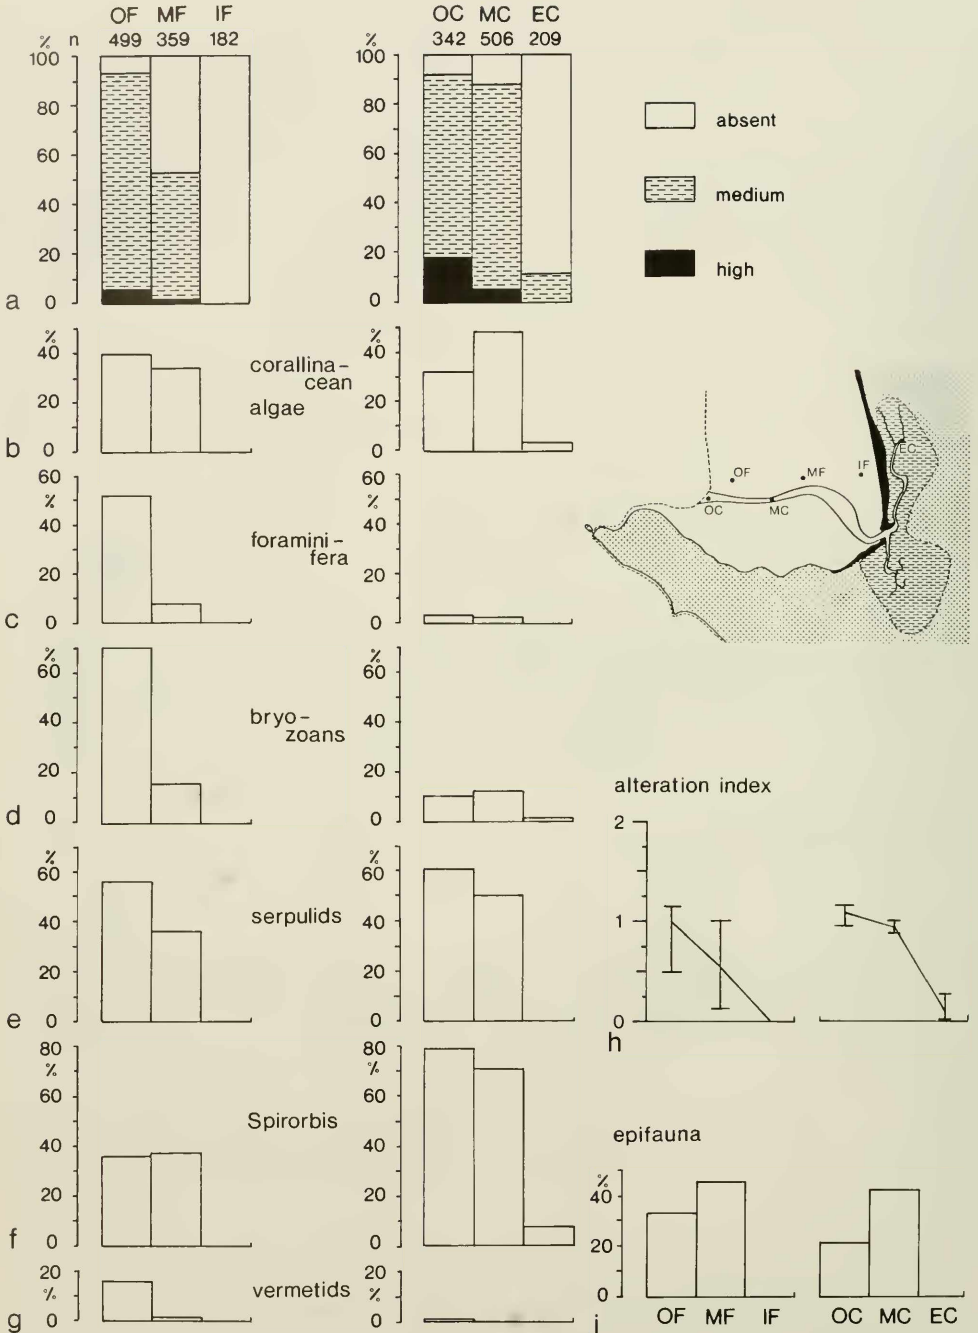 OF MF IF
% n 499 359 182
100
80
60
40
20
0
a
OC MC EC
% 342 506 209
100
80
60
40
20
0
absent
medium
high
%
40
20
0
b
corallina-
cean
algae
%
40
20
0
%
40
20
0
c
foramini-
fera
%
60
40
20
0
OF MF IF EC
OC MC
%
60
40
20
0
d
bryo-
zoans
%
60
40
20
0
alteration index
2
1
0
h
%
60
40
20
0
e
serpulids
%
60
40
20
0
80
%
60
40
20
0
f
Spirorbis
80
%
60
40
20
0
epifauna
%
40
20
0
OF MF IF OC MC EC
i
20
%
0
g
vermetids
20
%
0